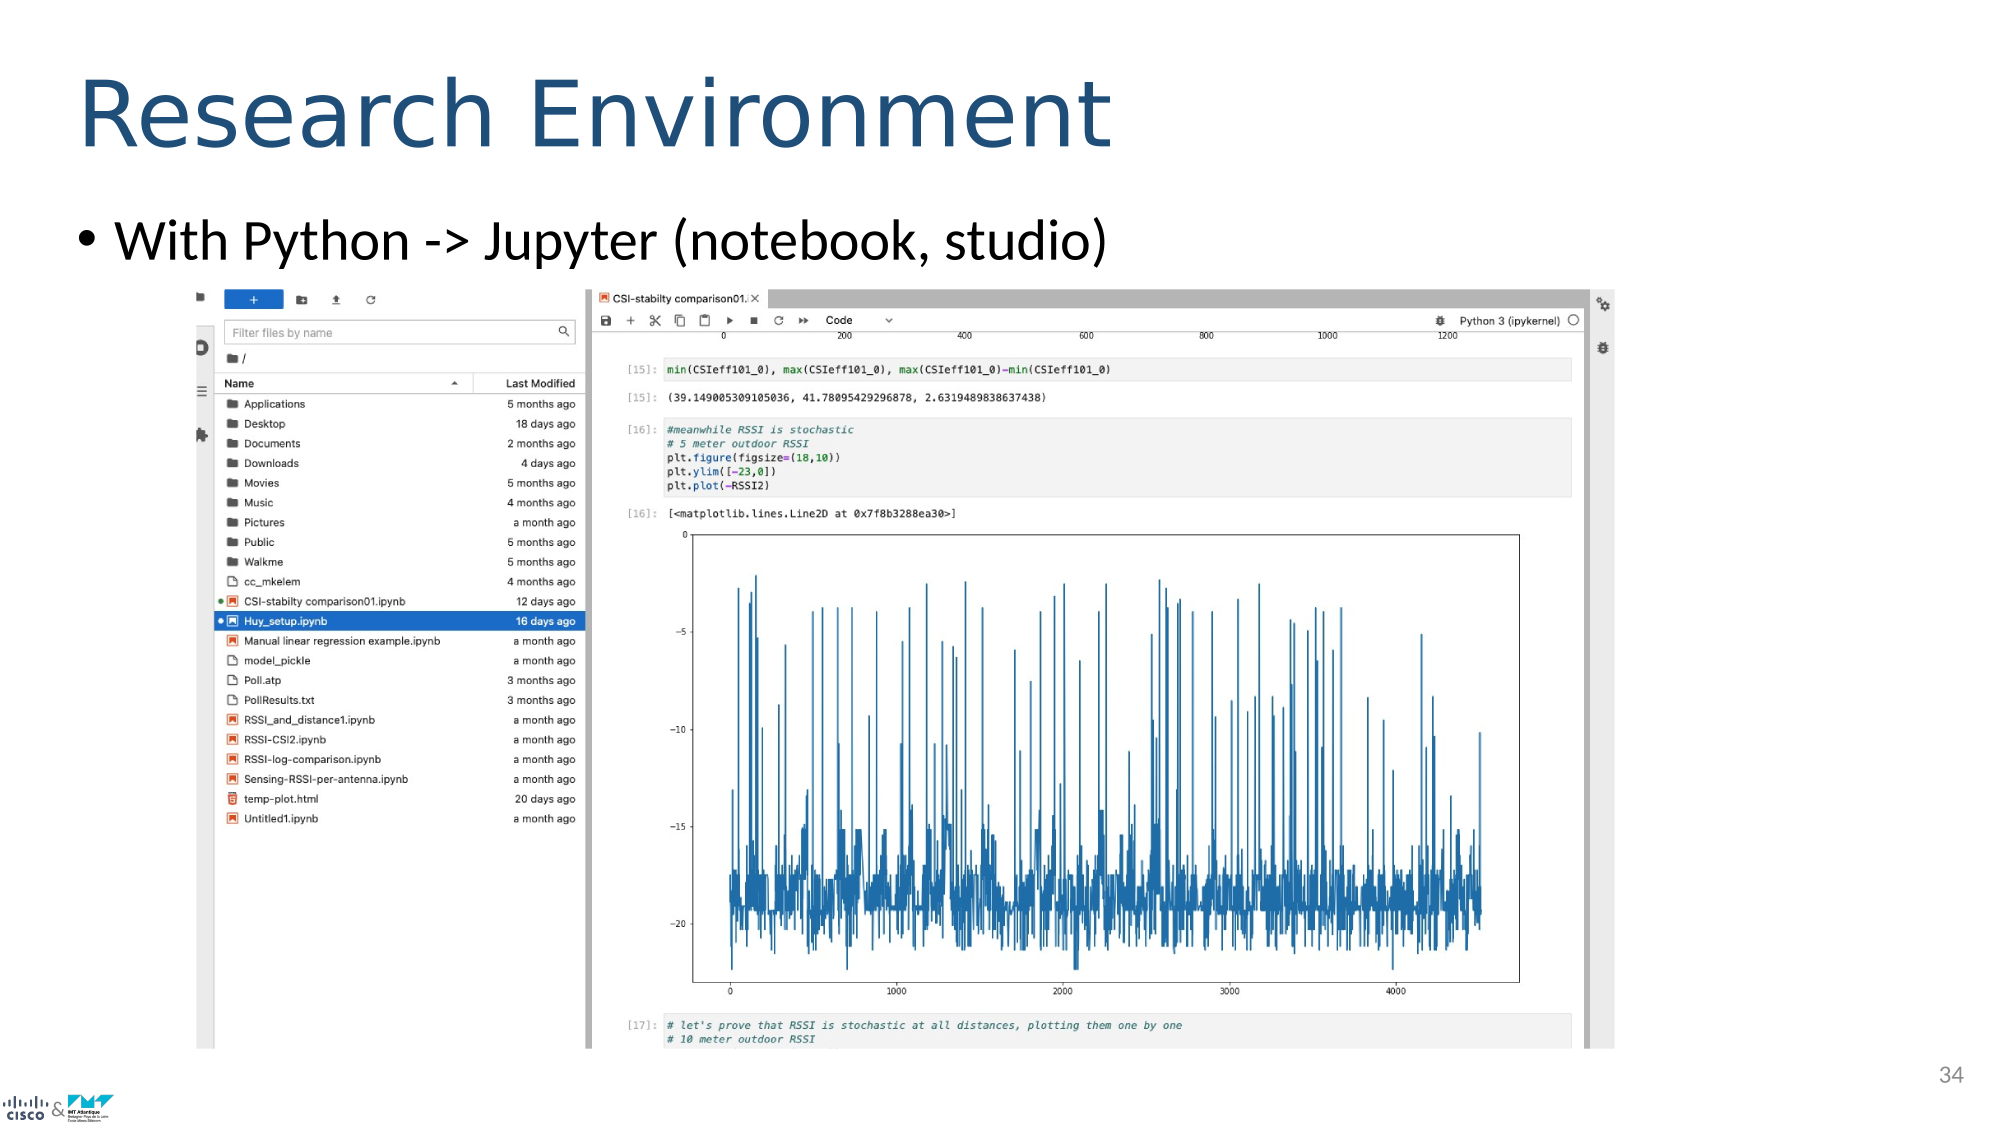 Research Environment
• With Python -> Jupyter (notebook, studio)
Filter files by name
/
Name Last Modified
Applications 5 months ago
Desktop 18 days ago
Documents 2 months ago
Downloads 4 days ago
Movies 5 months ago
Music 4 months ago
Pictures a month ago
Public 5 months ago
Walkme 5 months ago
cc_mkelem 4 months ago
CSI-stabilty comparison01.ipynb 12 days ago
Huy_setup.ipynb 16 days ago
Manual linear regression example.ipynb a month ago
model_pickle a month ago
Poll.atp 3 months ago
PollResults.txt 3 months ago
RSSI_and_distance1.ipynb a month ago
RSSI-CSI2.ipynb a month ago
RSSI-log-comparison.ipynb a month ago
Sensing-RSSI-per-antenna.ipynb a month ago
temp-plot.html 20 days ago
Untitled1.ipynb a month ago
CSI-stabilty comparison01.
Code Python 3 (ipykernel)
0 200 400 600 800 1000 1200
[15]: min(CSIeff101_0), max(CSIeff101_0), max(CSIeff101_0)-min(CSIeff101_0)
[15]: (39.149005309105036, 41.78095429296878, 2.6319489838637438)
[16]: #meanwhile RSSI is stochastic
# 5 meter outdoor RSSI
plt.figure(figsize=(18,10))
plt.ylim([-23,0])
plt.plot(-RSSI2)
[16]: [<matplotlib.lines.Line2D at 0x7f8b3288ea30>]
0
-5
-10
-15
-20
0 1000 2000 3000 4000
[17]: # let's prove that RSSI is stochastic at all distances, plotting them one by one
# 10 meter outdoor RSSI
34
CISCO & IMT Atlantique